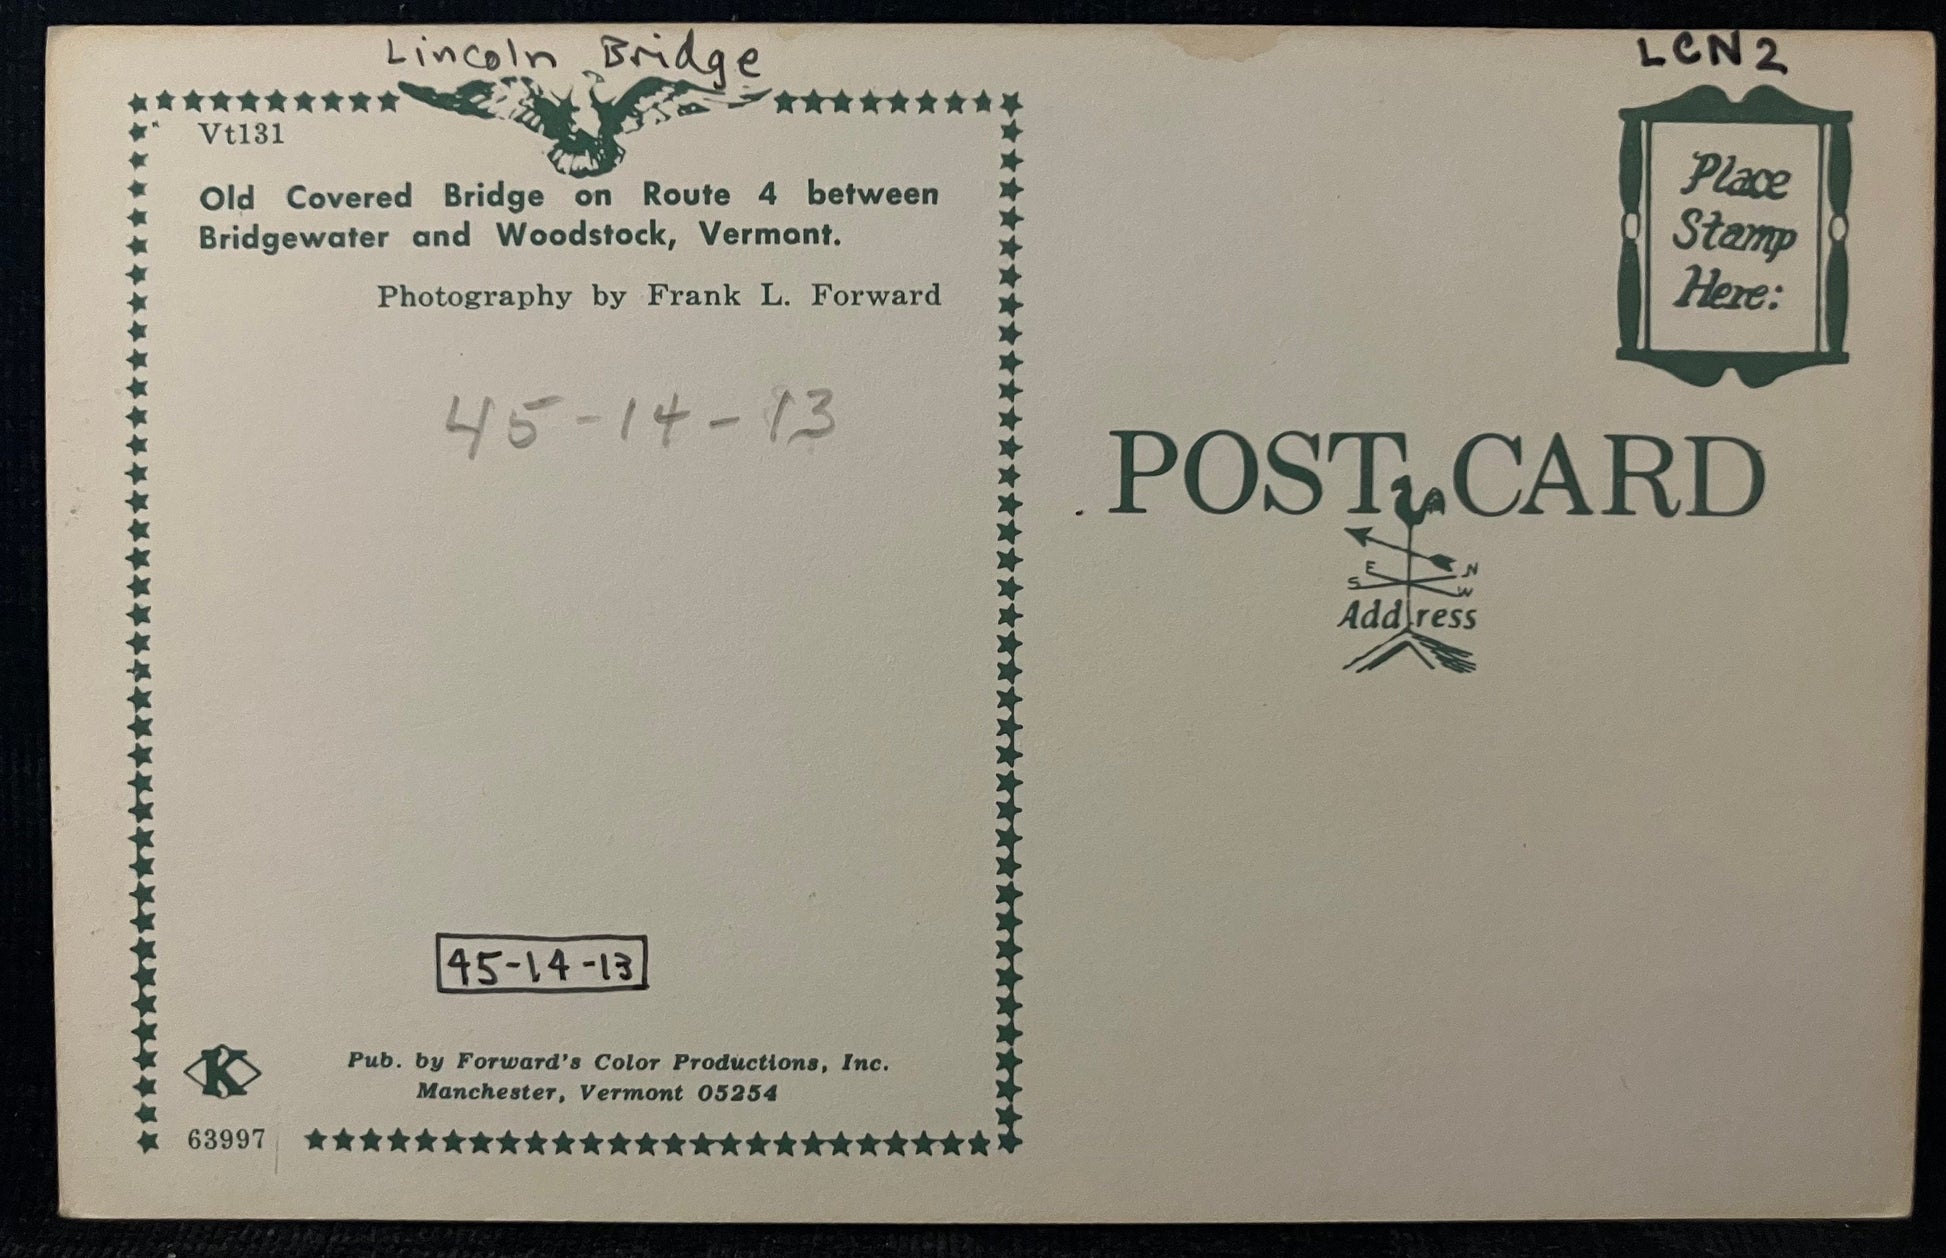 Lincoln Bridge
LCN2
Vt131
Old Covered Bridge on Route 4 between
Bridgewater and Woodstock, Vermont.
Photography by Frank L. Forward
45-14-13
45-14-13
K
Pub. by Forward's Color Productions, Inc.
Manchester, Vermont 05254
63997
Place
Stamp
Here:
POST CARD
E N
S W
Address